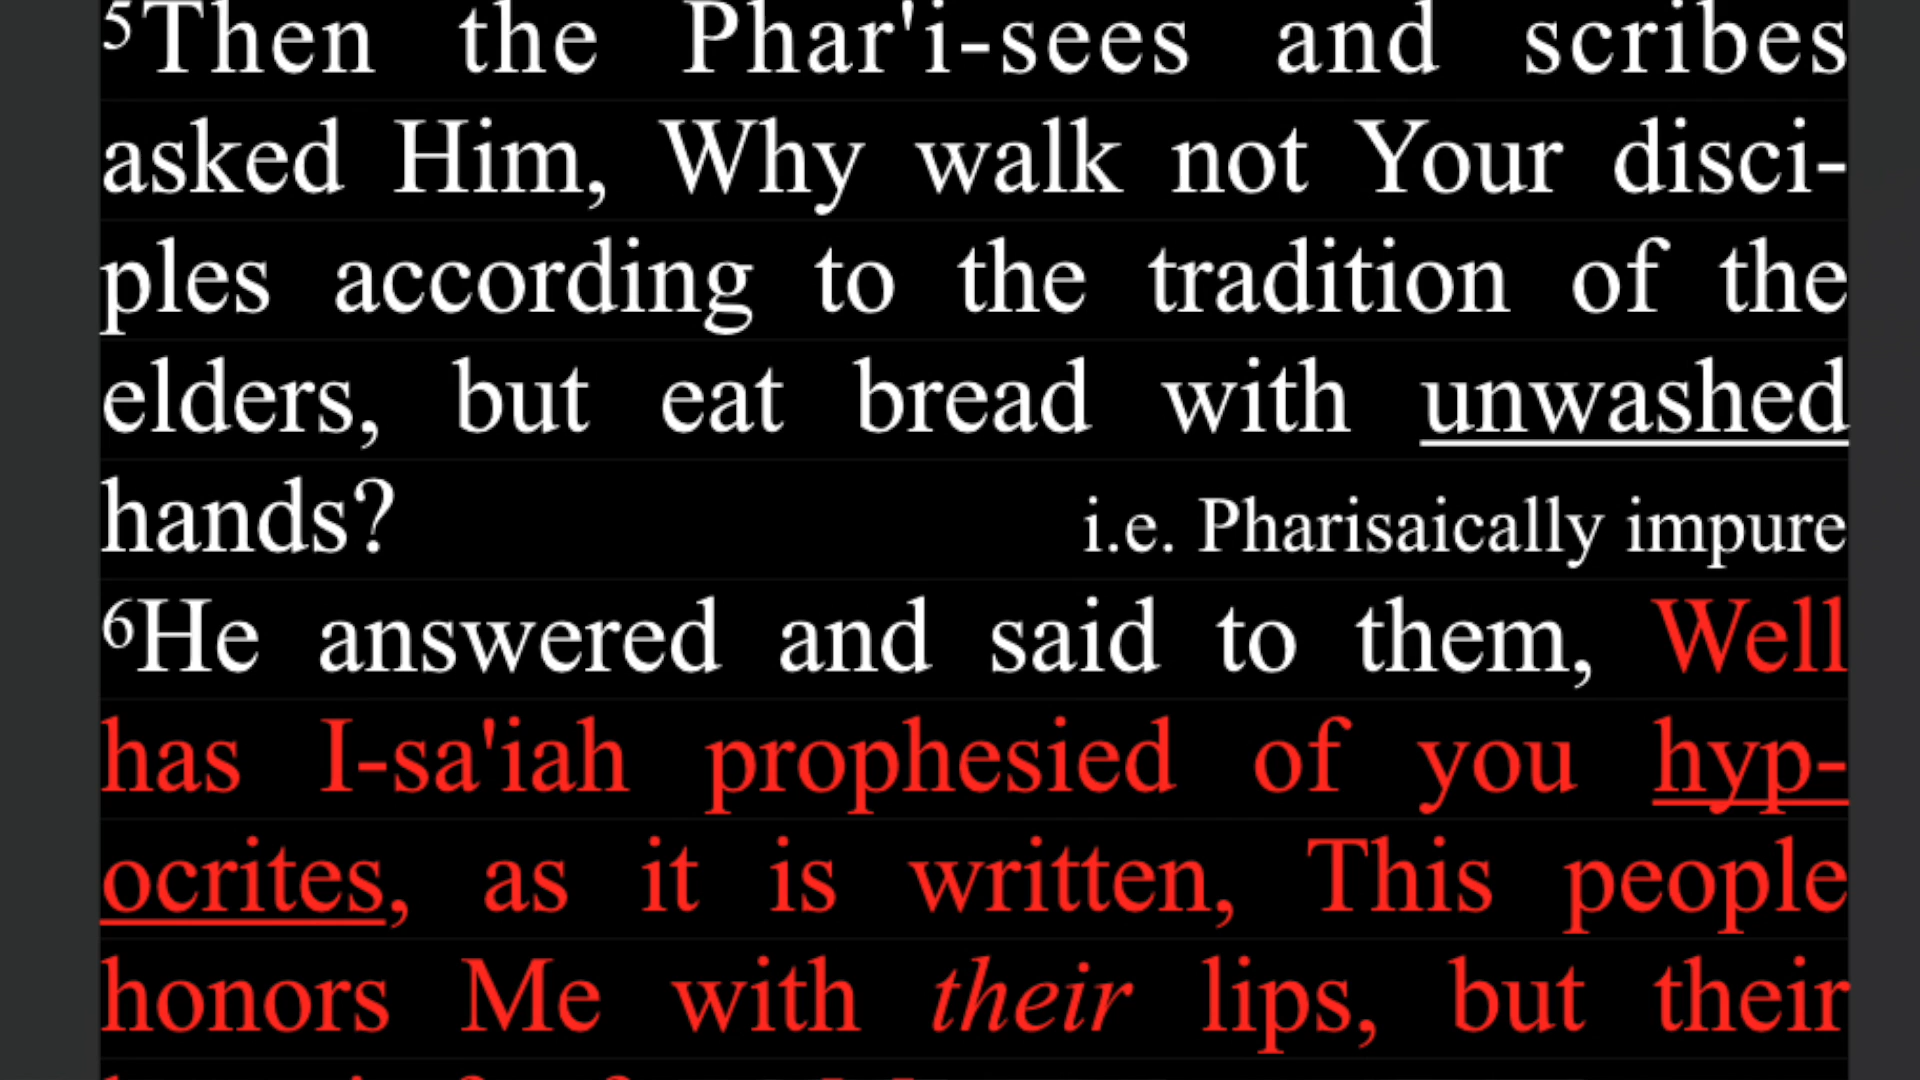 5Then the Phar'i-sees and scribes
asked Him, Why walk not Your disci-
ples according to the tradition of the
elders, but eat bread with unwashed
hands? i.e. Pharisaically impure
6He answered and said to them, Well
has I-sa'iah prophesied of you hyp-
ocrites, as it is written, This people
honors Me with their lips, but their